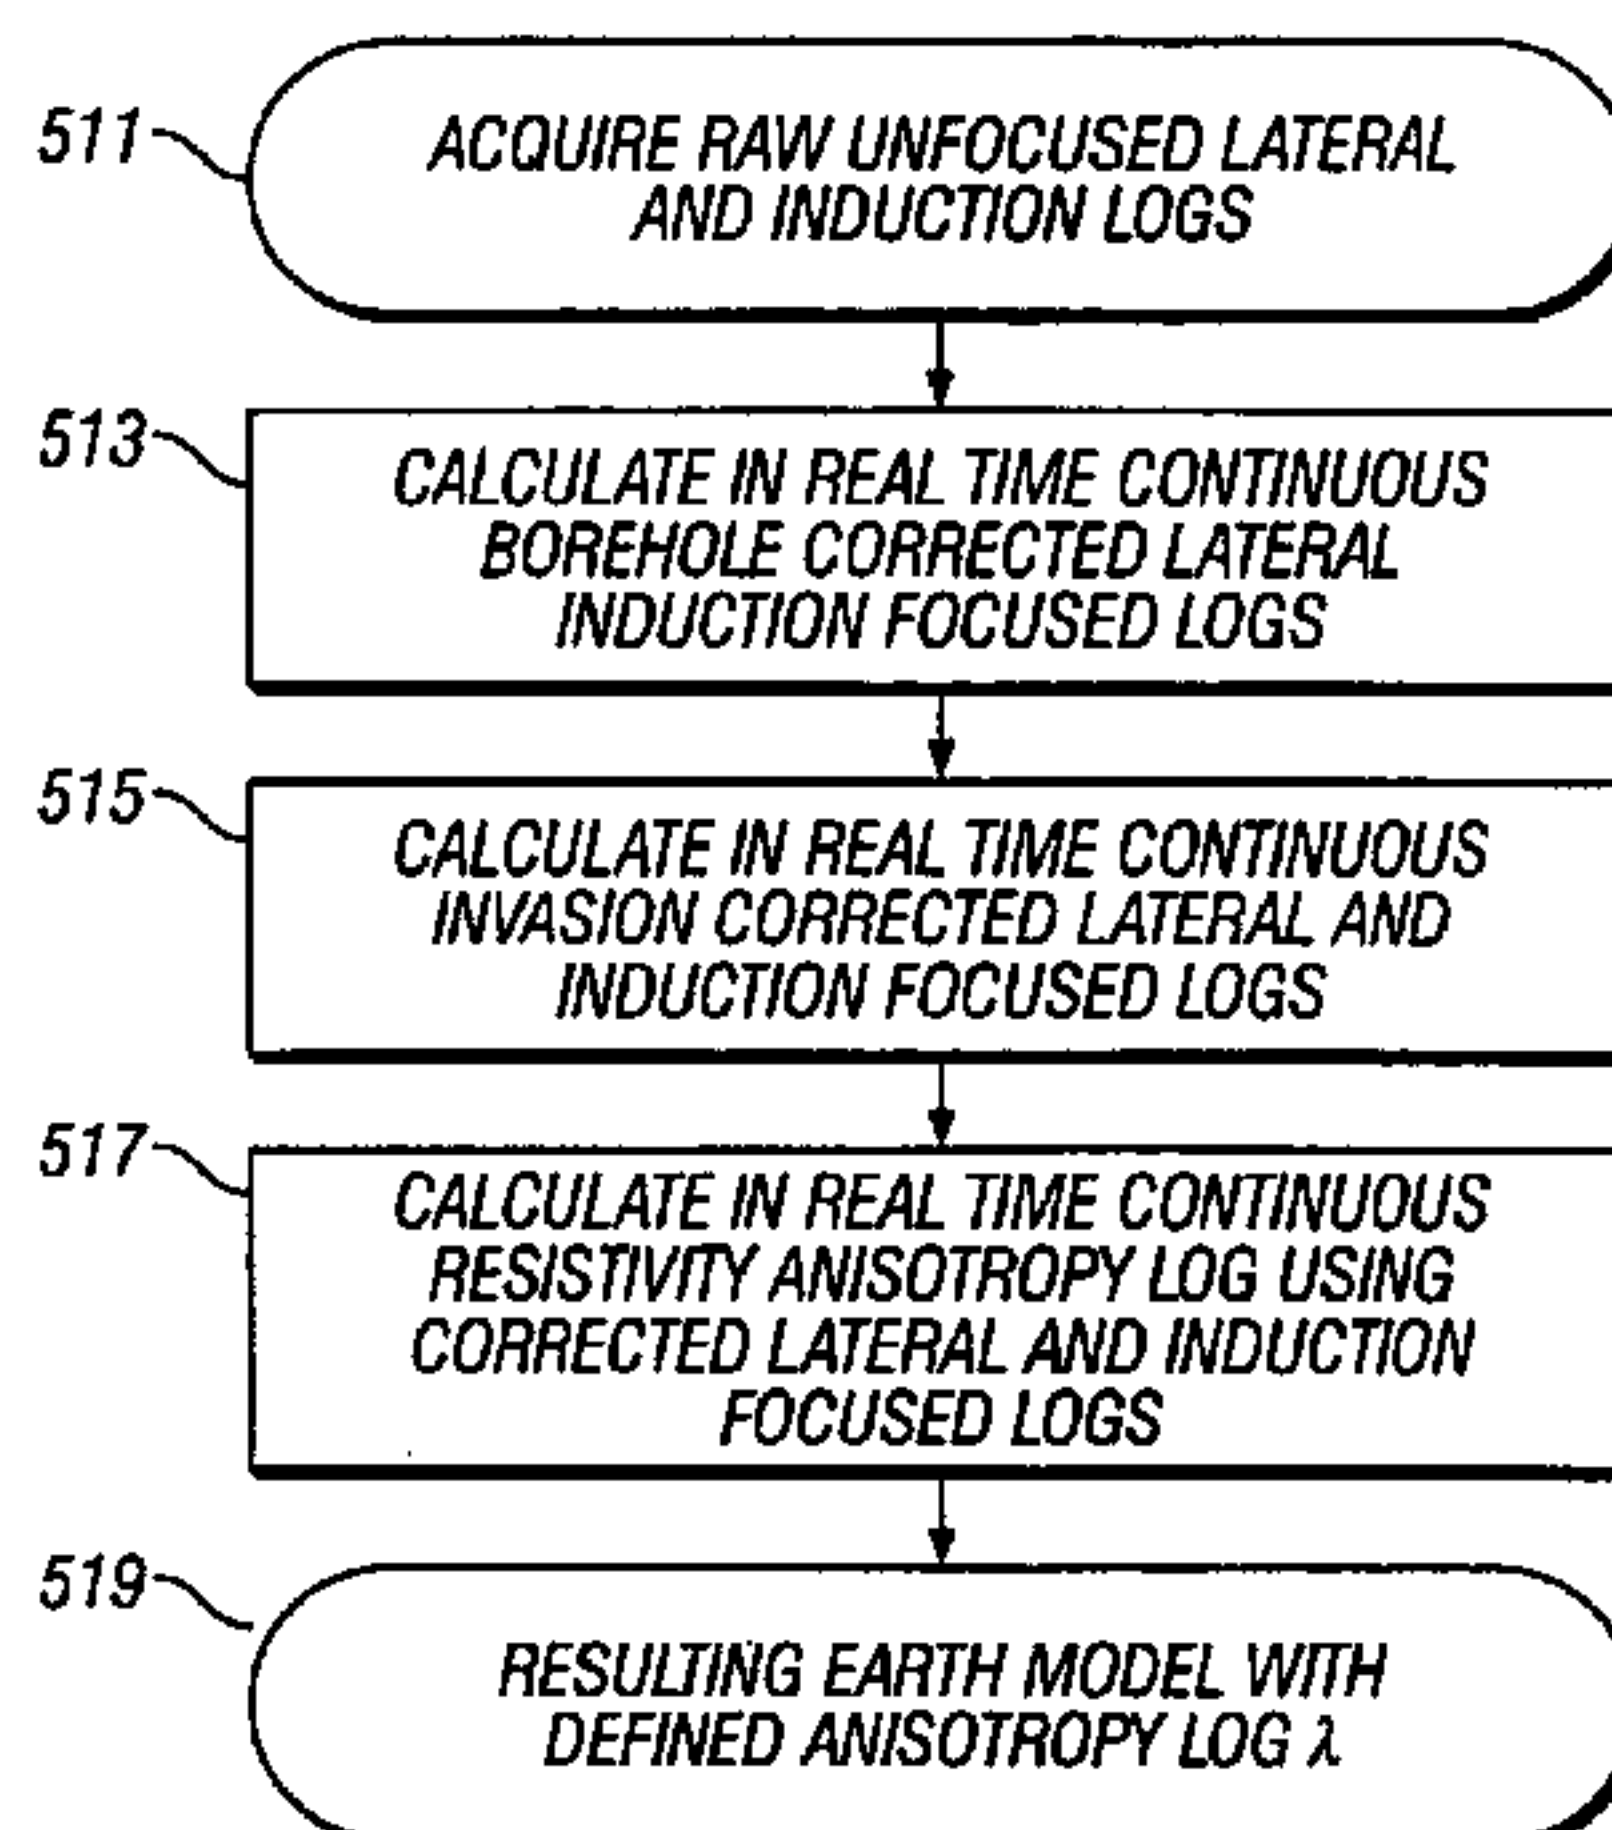 511
ACQUIRE RAW UNFOCUSED LATERAL
AND INDUCTION LOGS
513
CALCULATE IN REAL TIME CONTINUOUS
BOREHOLE CORRECTED LATERAL
INDUCTION FOCUSED LOGS
515
CALCULATE IN REAL TIME CONTINUOUS
INVASION CORRECTED LATERAL AND
INDUCTION FOCUSED LOGS
517
CALCULATE IN REAL TIME CONTINUOUS
RESISTIVITY ANISOTROPY LOG USING
CORRECTED LATERAL AND INDUCTION
FOCUSED LOGS
519
RESULTING EARTH MODEL WITH
DEFINED ANISOTROPY LOG λ